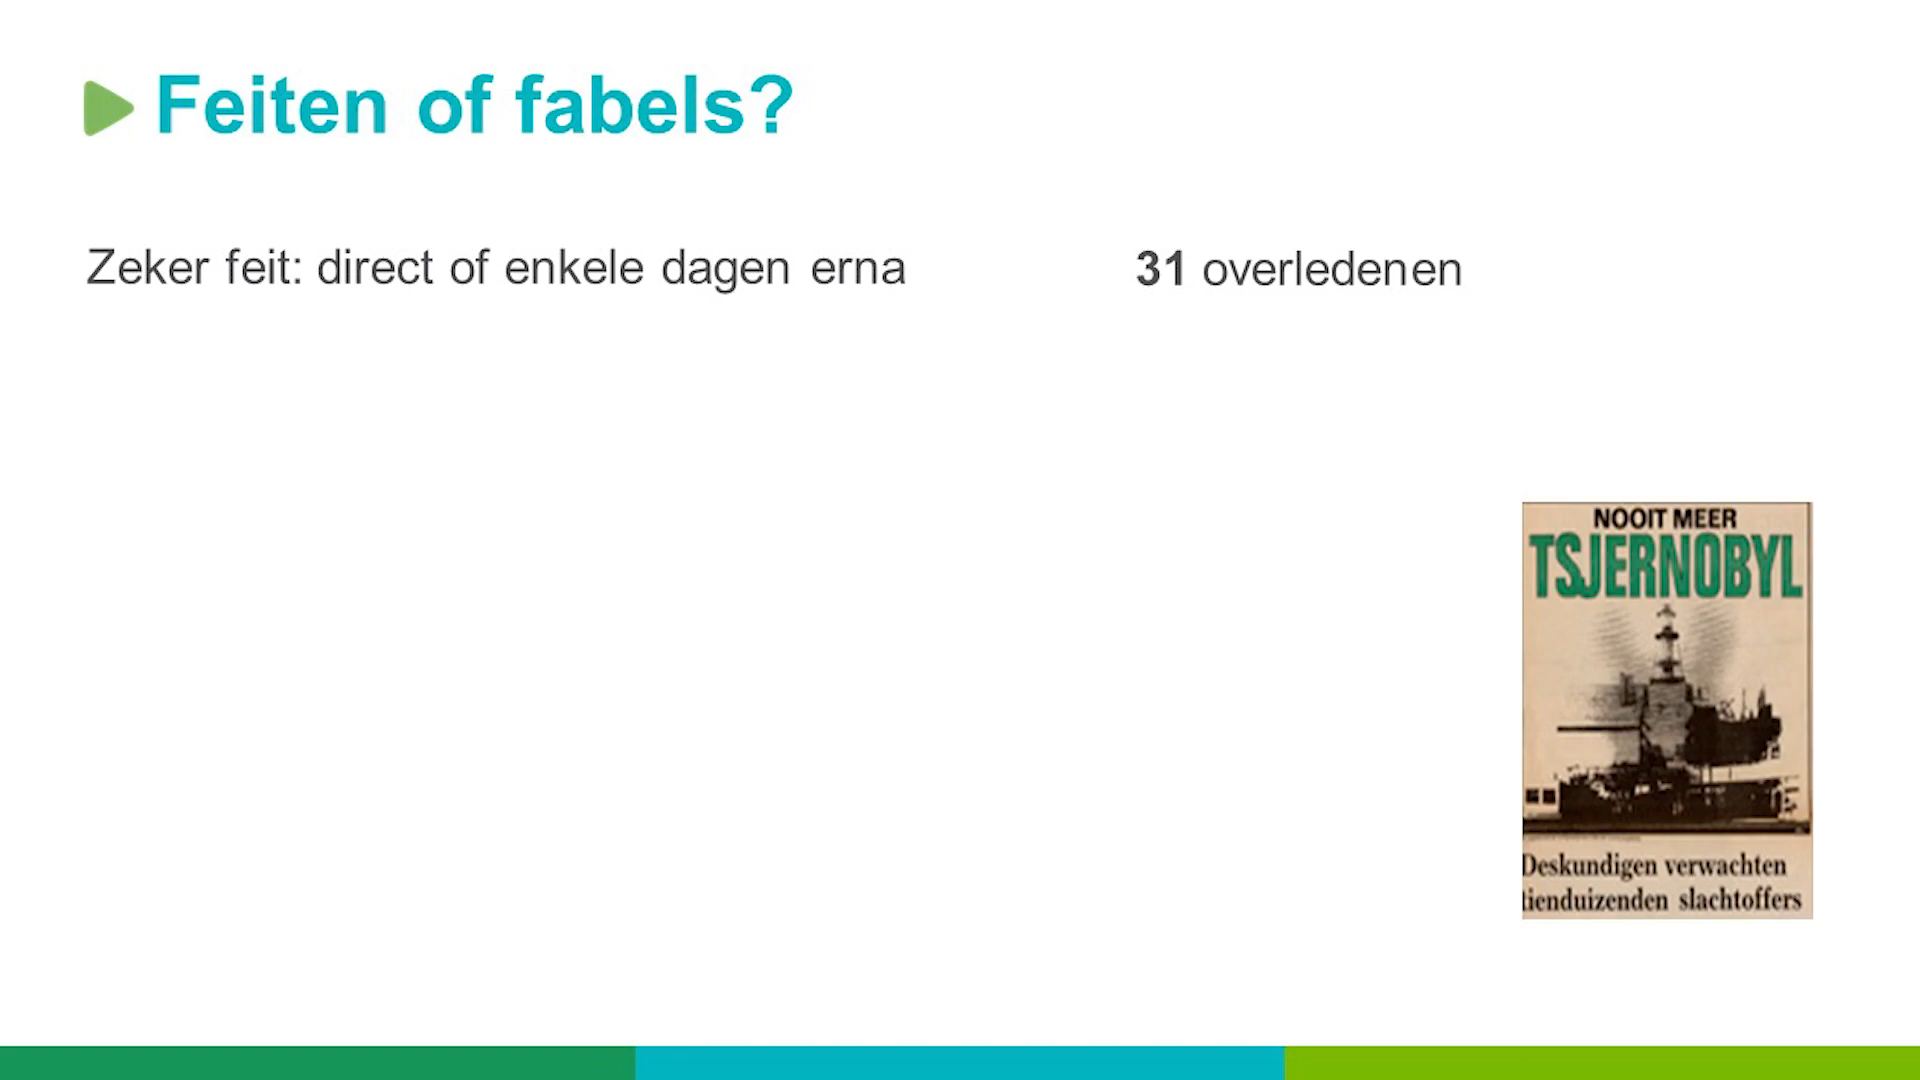 Feiten of fabels?
Zeker feit: direct of enkele dagen erna
31 overledenen
NOOIT MEER
TSJERNOBYL
Deskundigen verwachten
tienduizenden slachtoffers